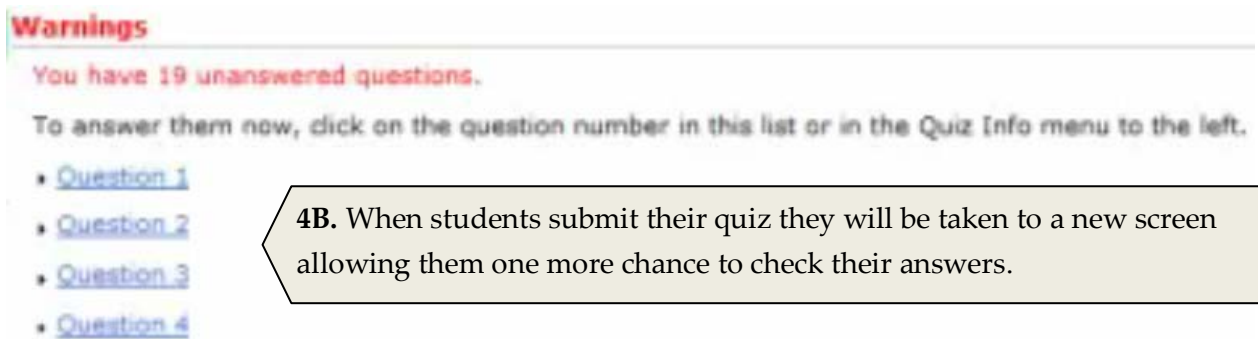 Warnings
You have 19 unanswered questions.
To answer them now, click on the question number in this list or in the Quiz Info menu to the left.
• Question 1
• Question 2
• Question 3
• Question 4
4B. When students submit their quiz they will be taken to a new screen
allowing them one more chance to check their answers.